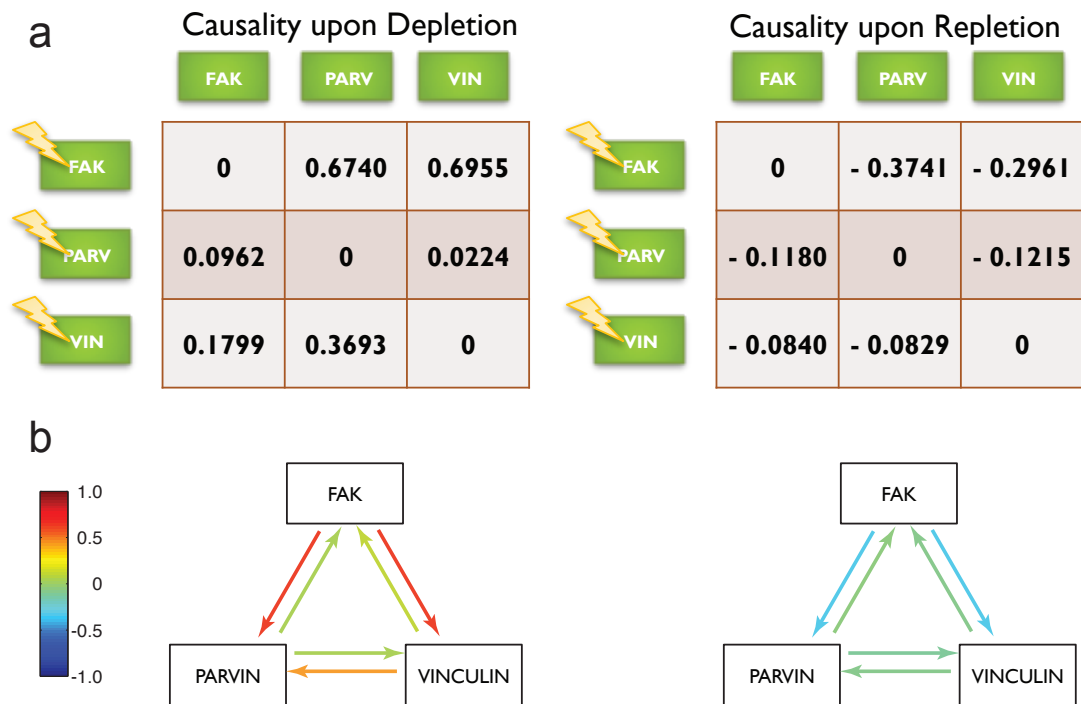 a
Causality upon Depletion
FAK PARV VIN
FAK 0 0.6740 0.6955
PARV 0.0962 0 0.0224
VIN 0.1799 0.3693 0
Causality upon Repletion
FAK PARV VIN
FAK 0 - 0.3741 - 0.2961
PARV - 0.1180 0 - 0.1215
VIN - 0.0840 - 0.0829 0
b
1.0
0.5
0
-0.5
-1.0
FAK
PARVIN VINCULIN
FAK
PARVIN VINCULIN